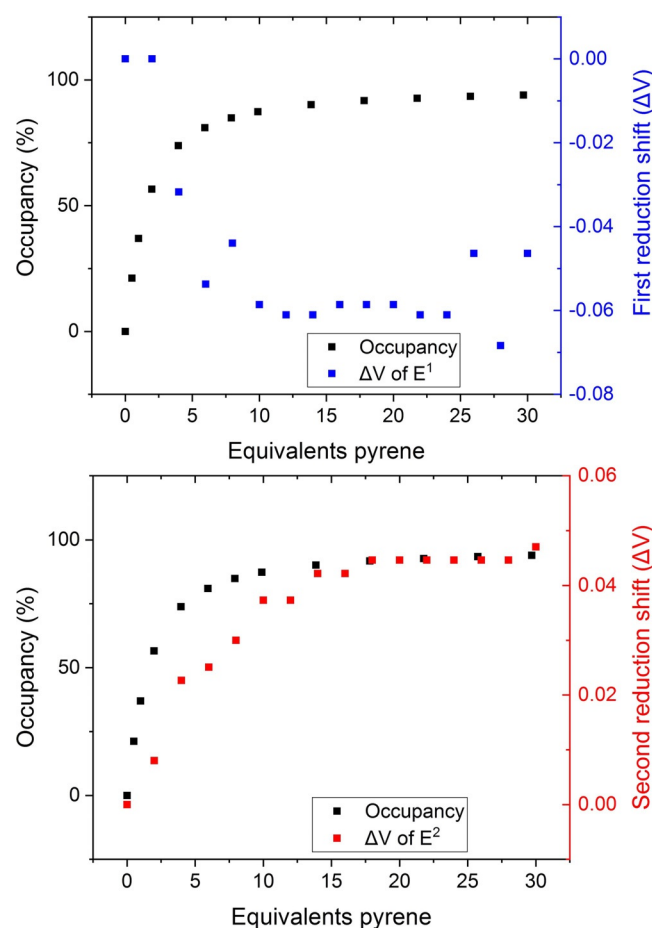 100
50
0
Occupancy (%)
0.00
-0.02
-0.04
-0.06
-0.08
First reduction shift (ΔV)
Occupancy
ΔV of E¹
0 5 10 15 20 25 30
Equivalents pyrene
100
50
0
Occupancy (%)
0.06
0.04
0.02
0.00
Second reduction shift (ΔV)
Occupancy
ΔV of E²
0 5 10 15 20 25 30
Equivalents pyrene